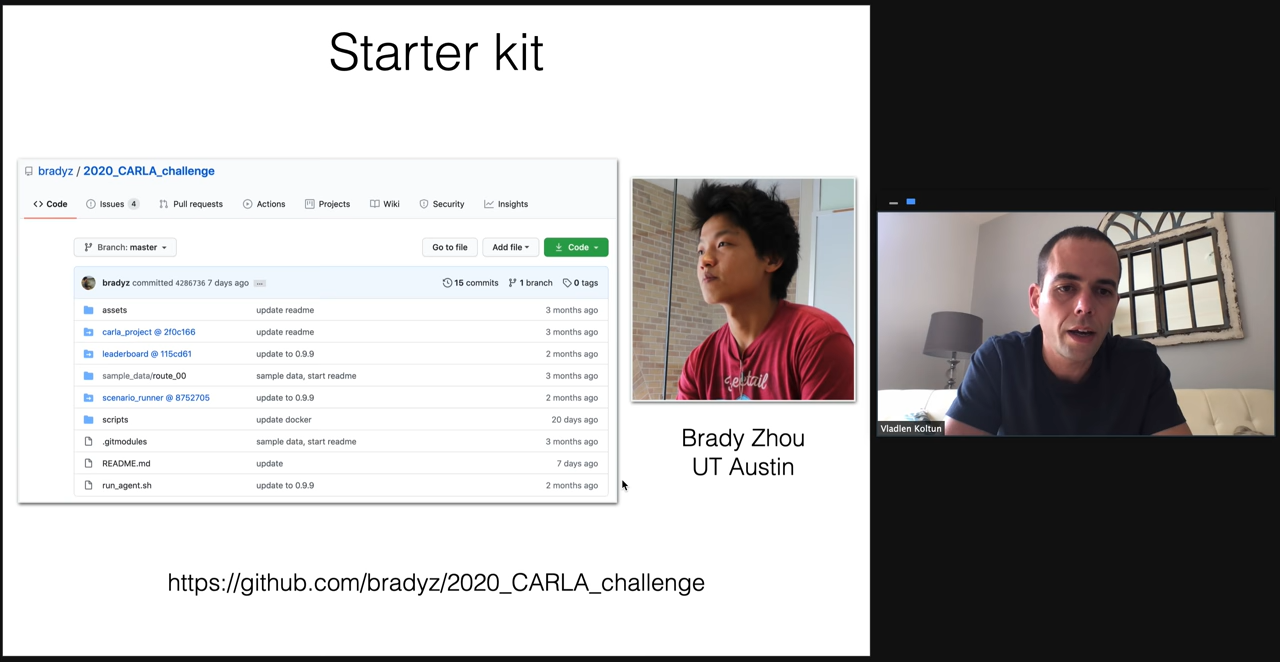 Starter kit
bradyz / 2020_CARLA_challenge
Code Issues 4 Pull requests Actions Projects Wiki Security Insights
Branch: master Go to file Add file Code
bradyz committed 4286736 7 days ago ... 15 commits 1 branch 0 tags
assets update readme 3 months ago
carla_project @ 2f0c166 update readme 3 months ago
leaderboard @ 115cd61 update to 0.9.9 2 months ago
sample_data/route_00 sample data, start readme 3 months ago
scenario_runner @ 8752705 update to 0.9.9 2 months ago
scripts update docker 20 days ago
.gitmodules sample data, start readme 3 months ago
README.md update 7 days ago
run_agent.sh update to 0.9.9 2 months ago
Brady Zhou
UT Austin
https://github.com/bradyz/2020_CARLA_challenge
Vladlen Koltun